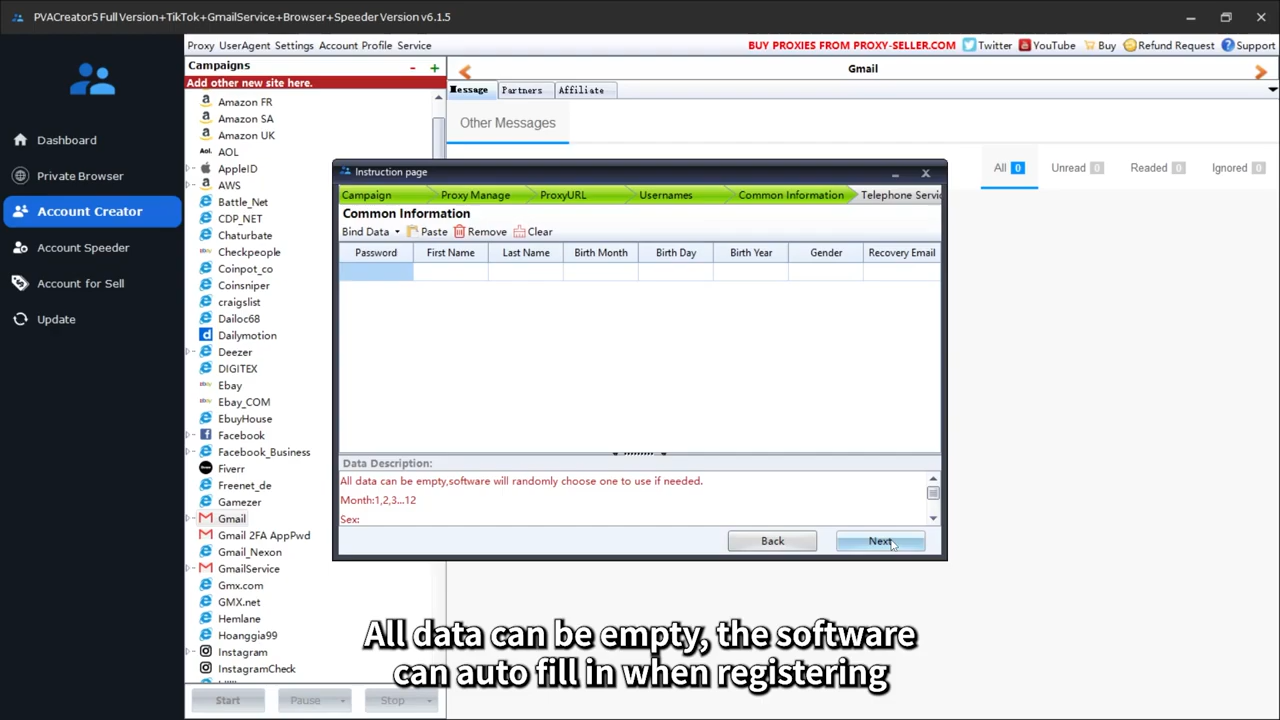 PVACreator5 Full Version+TikTok+GmailService+Browser+Speeder Version v6.1.5
Dashboard
Private Browser
Account Creator
Account Speeder
Account for Sell
Update
Proxy UserAgent Settings Account Profile Service
BUY PROXIES FROM PROXY-SELLER.COM Twitter YouTube Buy Refund Request Support
Campaigns - +
Add other new site here.
Amazon FR
Amazon SA
Amazon UK
AOL
AppleID
AWS
Battle_Net
CDP_NET
Chaturbate
Checkpeople
Coinpot_co
Coinsniper
craigslist
Dailoc68
Dailymotion
Deezer
DIGITEX
Ebay
Ebay_COM
EbuyHouse
Facebook
Facebook_Business
Fiverr
Freenet_de
Gamezer
Gmail
Gmail 2FA AppPwd
Gmail_Nexon
GmailService
Gmx.com
GMX.net
Hemlane
Hoanggia99
Instagram
InstagramCheck
Start Pause Stop
Gmail
Message Partners Affiliate
Other Messages
All 0 Unread 0 Readed 0 Ignored 0
Instruction page
Campaign Proxy Manage ProxyURL Usernames Common Information Telephone Servic
Common Information
Bind Data Paste Remove Clear
Password First Name Last Name Birth Month Birth Day Birth Year Gender Recovery Email
Data Description:
All data can be empty,software will randomly choose one to use if needed.
Month:1,2,3...12
Sex:
Back Next
All data can be empty, the software
can auto fill in when registering